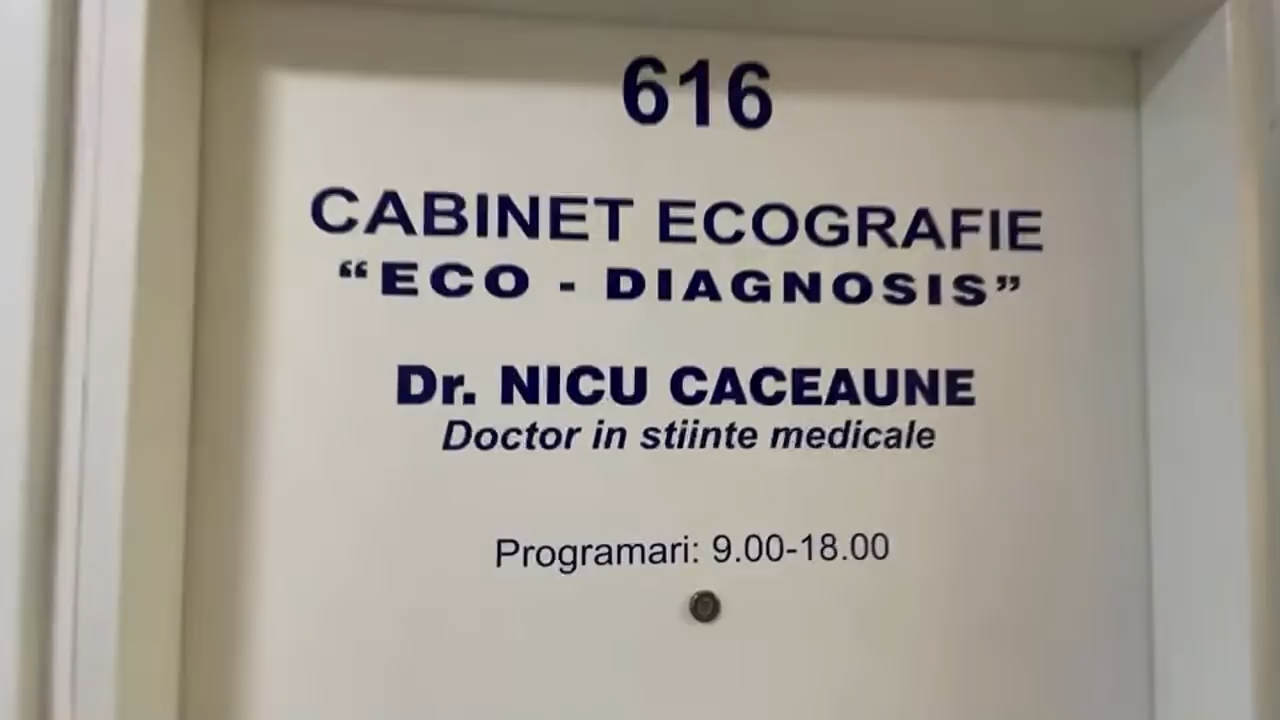 616
CABINET ECOGRAFIE
“ECO - DIAGNOSIS”
Dr. NICU CACEAUNE
Doctor in stiinte medicale
Programari: 9.00-18.00